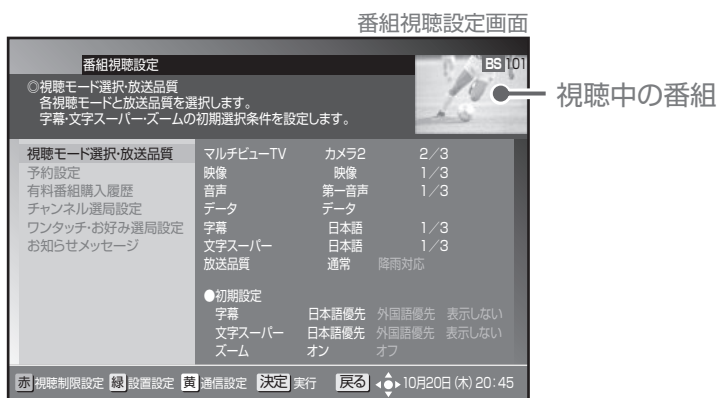 番組視聴設定画面
番組視聴設定
BS 101
◎視聴モード選択・放送品質
各視聴モードと放送品質を選択します。
字幕・文字スーパー・ズームの初期選択条件を設定します。
視聴中の番組
視聴モード選択・放送品質
予約設定
有料番組購入履歴
チャンネル選局設定
ワンタッチ・お好み選局設定
お知らせメッセージ
マルチビューTV カメラ2 2/3
映像 映像 1/3
音声 第一音声 1/3
データ データ
字幕 日本語 1/3
文字スーパー 日本語 1/3
放送品質 通常 降雨対応
●初期設定
字幕 日本語優先 外国語優先 表示しない
文字スーパー 日本語優先 外国語優先 表示しない
ズーム オン オフ
赤 視聴制限設定 緑 設置設定 黄 通信設定 決定 実行 戻る 10月20日(木)20:45